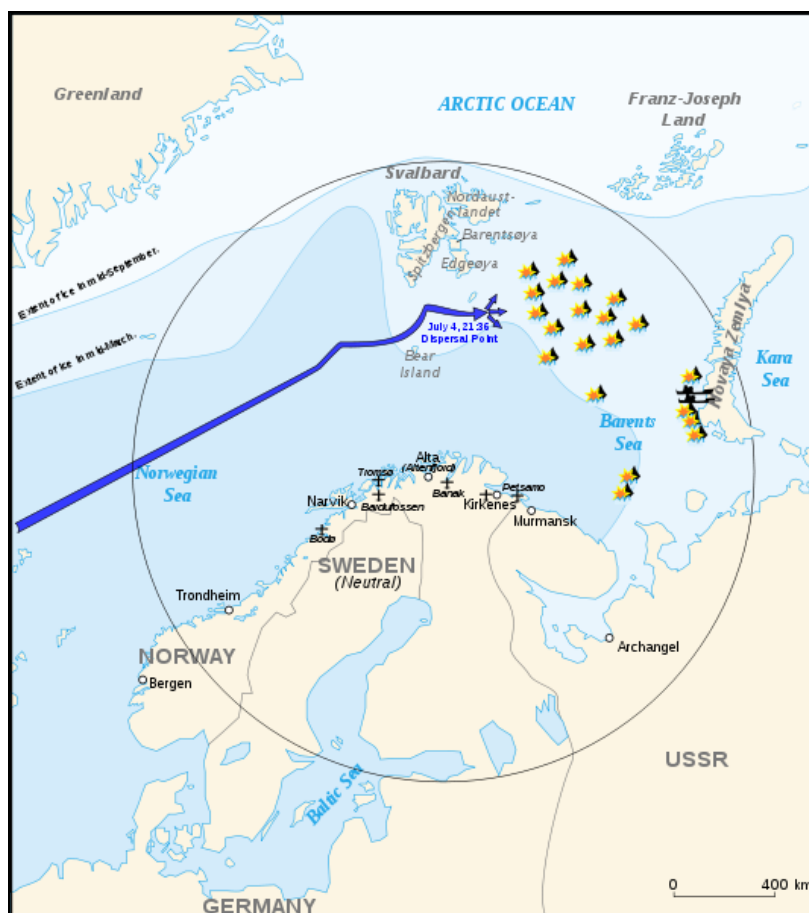 Greenland
ARCTIC OCEAN
Franz-Joseph
Land
Svalbard
Nordaust-
landet
Spitzbergen
Barentsøya
Edgeøya
Extent of ice in mid-September.
July 4, 21:36
Dispersal Point
Novaya Zemlya
Extent of ice in mid-March.
Bear
Island
Kara
Sea
Barents
Sea
Norwegian
Sea
Alta
(Altenfjord)
Tromsø
Banak
Petsamo
Narvik
Bardufossen
Kirkenes
Murmansk
Bodø
SWEDEN
(Neutral)
Trondheim
Archangel
NORWAY
Bergen
USSR
Baltic Sea
0
400 km
GERMANY